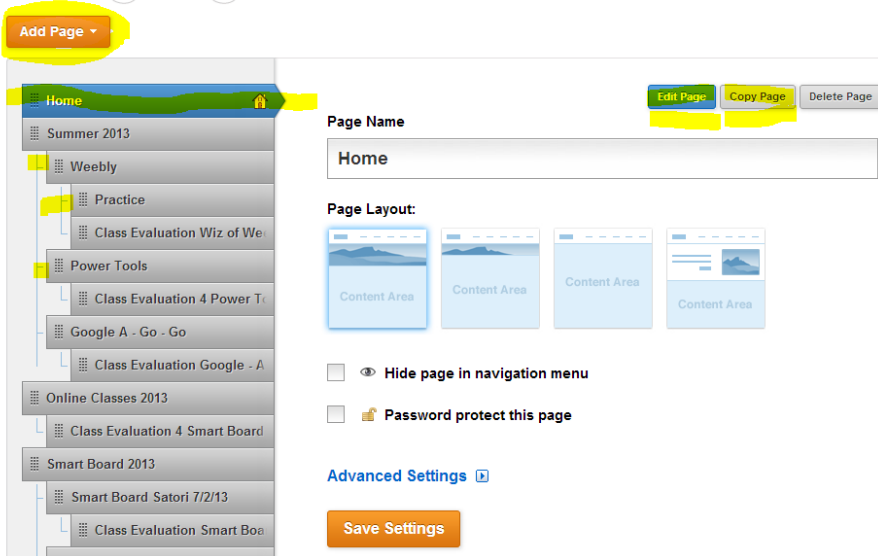 Add Page
Home
Summer 2013
Weebly
Practice
Class Evaluation Wiz of
Power Tools
Class Evaluation 4 Power
Google A - Go - Go
Class Evaluation Google - A
Online Classes 2013
Class Evaluation 4 Smart Board
Smart Board 2013
Smart Board Satori 7/2/13
Class Evaluation Smart Boa
Edit Page Copy Page Delete Page
Page Name
Home
Page Layout:
Content Area Content Area Content Area Content Area
Hide page in navigation menu
Password protect this page
Advanced Settings
Save Settings